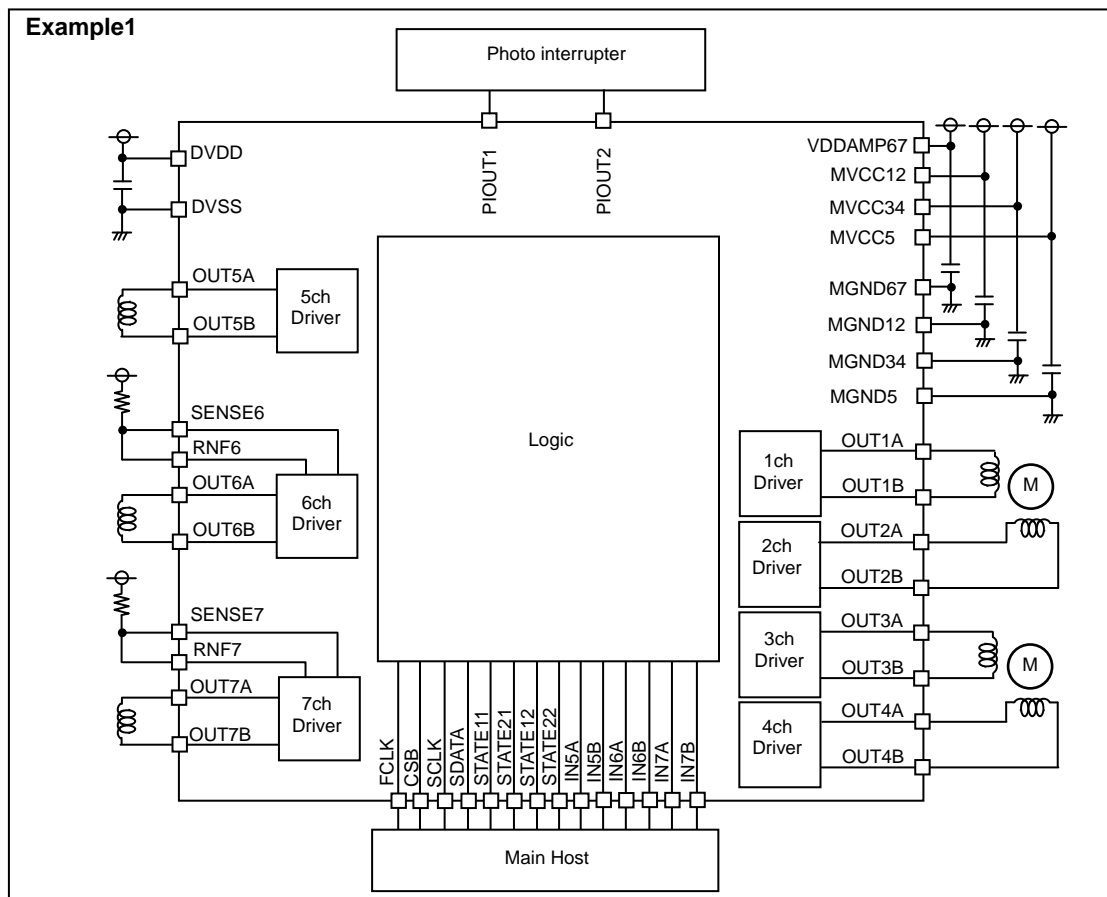 Example1
Photo interrupter
PIOUT1
PIOUT2
DVDD
DVSS
VDDAMP67
MVCC12
MVCC34
MVCC5
MGND67
MGND12
MGND34
MGND5
OUT5A
OUT5B
5ch
Driver
SENSE6
RNF6
OUT6A
OUT6B
6ch
Driver
SENSE7
RNF7
OUT7A
OUT7B
7ch
Driver
Logic
1ch
Driver
OUT1A
OUT1B
M
2ch
Driver
OUT2A
OUT2B
3ch
Driver
OUT3A
OUT3B
M
4ch
Driver
OUT4A
OUT4B
FCLK
CSB
SCLK
SDATA
STATE11
STATE21
STATE12
STATE22
IN5A
IN5B
IN6A
IN6B
IN7A
IN7B
Main Host